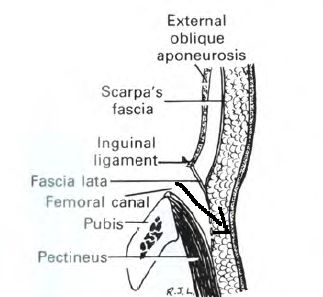 External
oblique
aponeurosis
Scarpa's
fascia
Inguinal
ligament
Fascia lata
Femoral canal
Pubis
Pectineus
R.J.L.